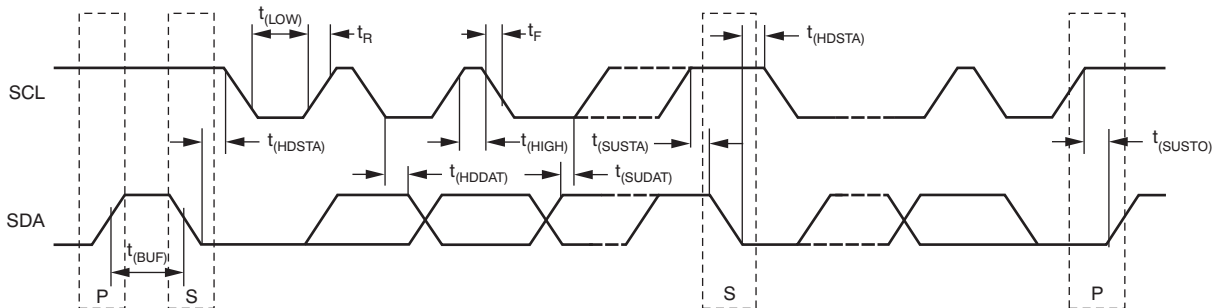 t(LOW)
tR
tF
t(HDSTA)
SCL
t(HDSTA)
t(HIGH)
t(SUSTA)
t(SUSTO)
t(HDDAT)
t(SUDAT)
SDA
t(BUF)
P
S
S
P